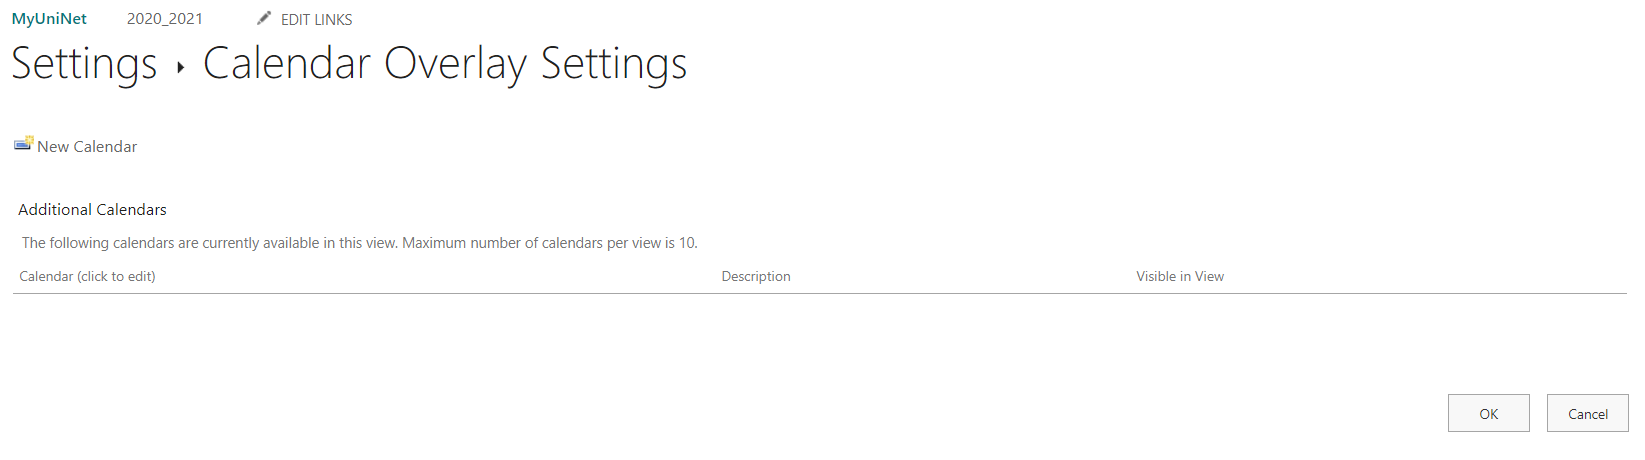 MyUniNet 2020_2021 EDIT LINKS
Settings ▸ Calendar Overlay Settings
New Calendar
Additional Calendars
The following calendars are currently available in this view. Maximum number of calendars per view is 10.
Calendar (click to edit) Description Visible in View
OK Cancel